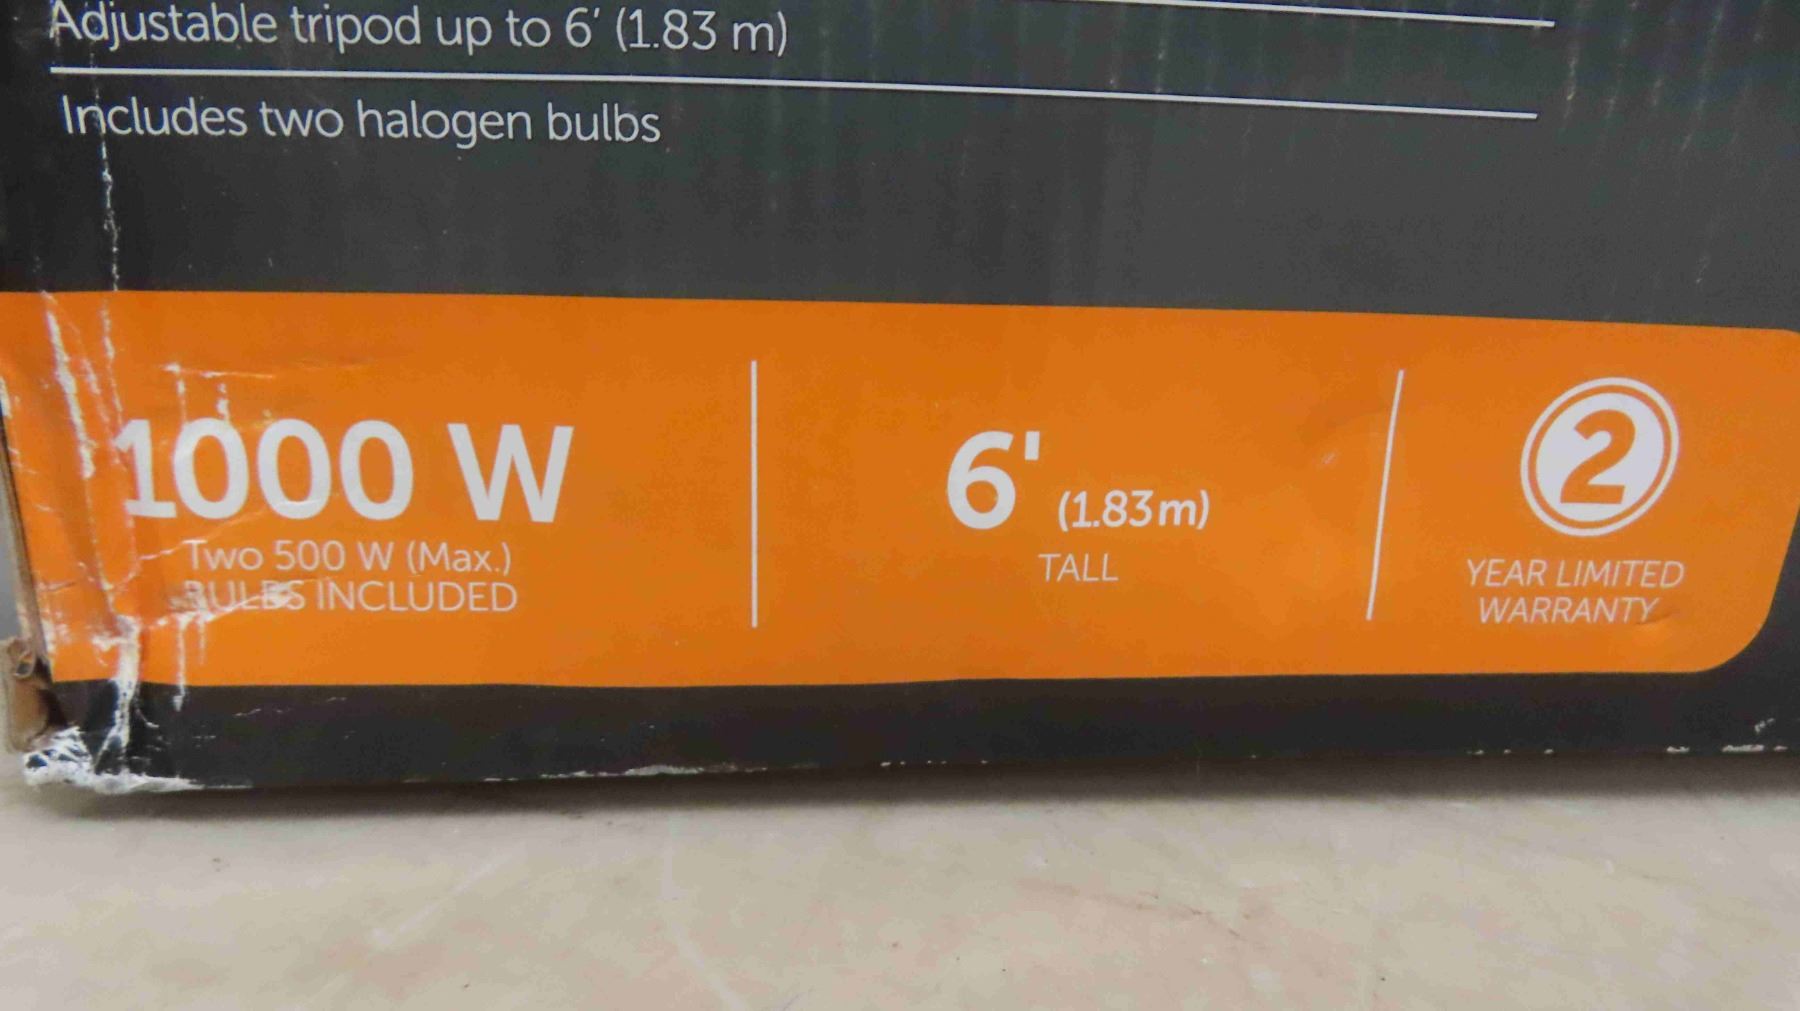 Adjustable tripod up to 6' (1.83 m)
Includes two halogen bulbs
1000 W
Two 500 W (Max.)
BULBS INCLUDED
6' (1.83m)
TALL
2
YEAR LIMITED
WARRANTY